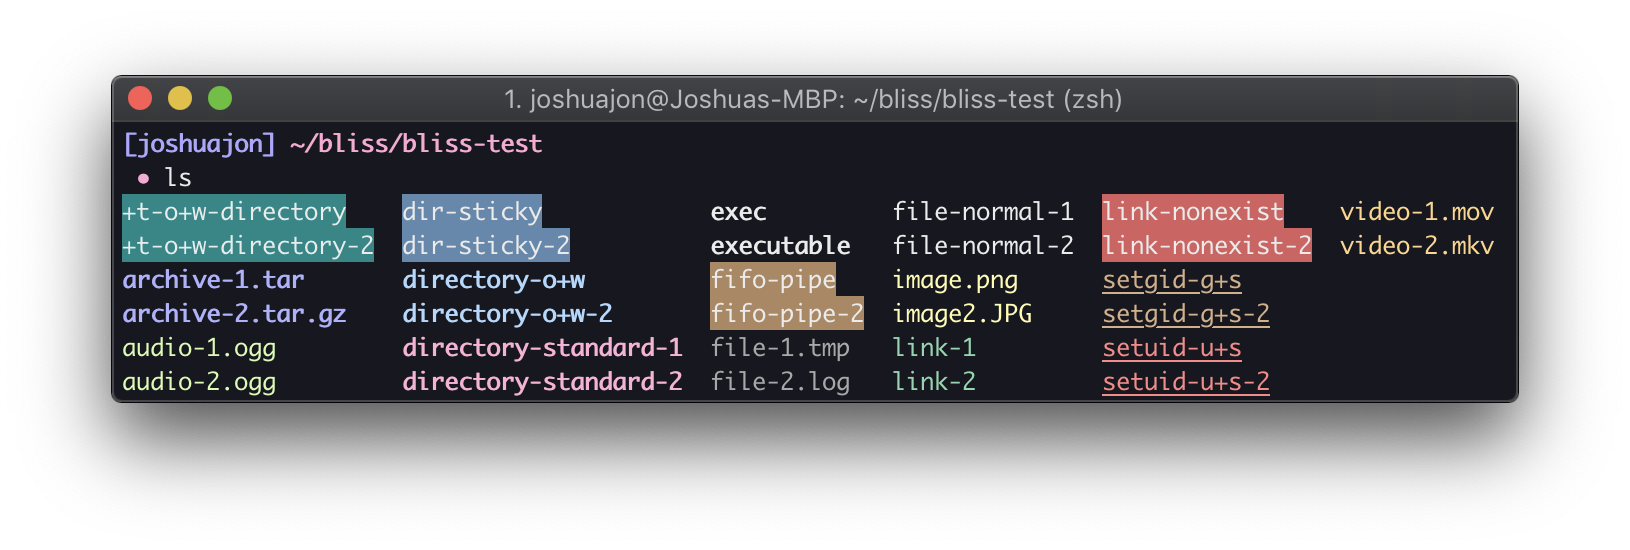 1. joshuajon@Joshuas-MBP: ~/bliss/bliss-test (zsh)
[joshuajon] ~/bliss/bliss-test
• ls
+t-o+w-directory dir-sticky exec file-normal-1 link-nonexist video-1.mov
+t-o+w-directory-2 dir-sticky-2 executable file-normal-2 link-nonexist-2 video-2.mkv
archive-1.tar directory-o+w fifo-pipe image.png setgid-g+s
archive-2.tar.gz directory-o+w-2 fifo-pipe-2 image2.JPG setgid-g+s-2
audio-1.ogg directory-standard-1 file-1.tmp link-1 setuid-u+s
audio-2.ogg directory-standard-2 file-2.log link-2 setuid-u+s-2